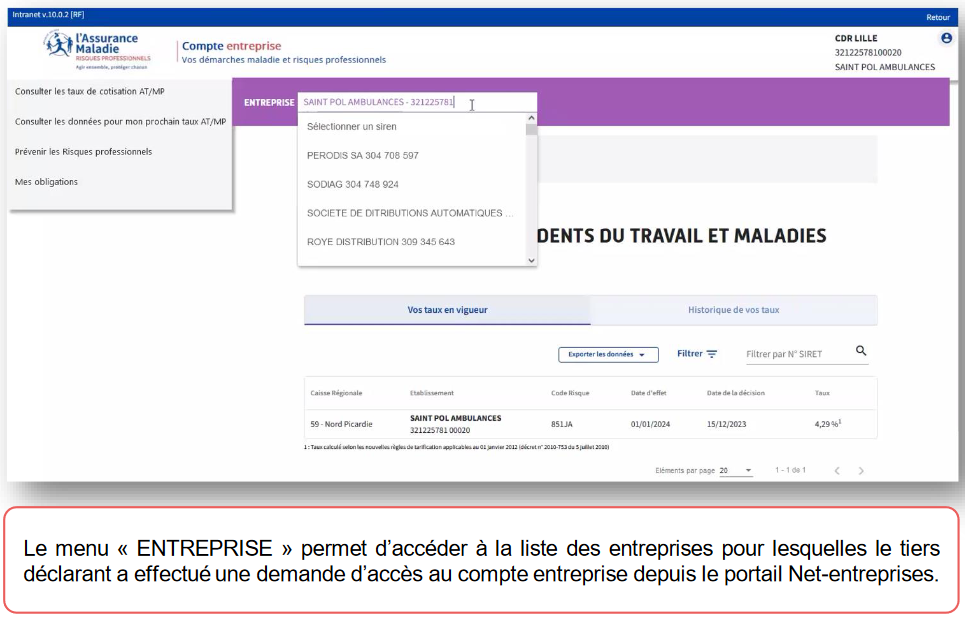 Intranet v.10.0.2 [RF]
Retour
l'Assurance
Maladie
RISQUES PROFESSIONNELS
Agir ensemble, protéger chacun
Compte entreprise
Vos démarches maladie et risques professionnels
CDR LILLE
32122578100020
SAINT POL AMBULANCES
Consulter les taux de cotisation AT/MP
Consulter les données pour mon prochain taux AT/MP
Prévenir les Risques professionnels
Mes obligations
ENTREPRISE
SAINT POL AMBULANCES - 321225781
Sélectionner un siren
PERODIS SA 304 708 597
SODIAG 304 748 924
SOCIETE DE DITRIBUTIONS AUTOMATIQUES ...
ROYE DISTRIBUTION 309 345 643
DENTS DU TRAVAIL ET MALADIES
Vos taux en vigueur
Historique de vos taux
Exporter les données
Filtrer
Filtrer par N° SIRET
Caisse Régionale Etablissement Code Risque Date d'effet Date de la décision Taux
59 - Nord Picardie SAINT POL AMBULANCES 851JA 01/01/2024 15/12/2023 4,29 %1
321225781 00020
1 : Taux calculé selon les nouvelles règles de tarification applicables au 01 janvier 2012 (décret n° 2010-753 du 5 juillet 2010)
Eléments par page 20 1 - 1 de 1
Le menu « ENTREPRISE » permet d'accéder à la liste des entreprises pour lesquelles le tiers
déclarant a effectué une demande d'accès au compte entreprise depuis le portail Net-entreprises.